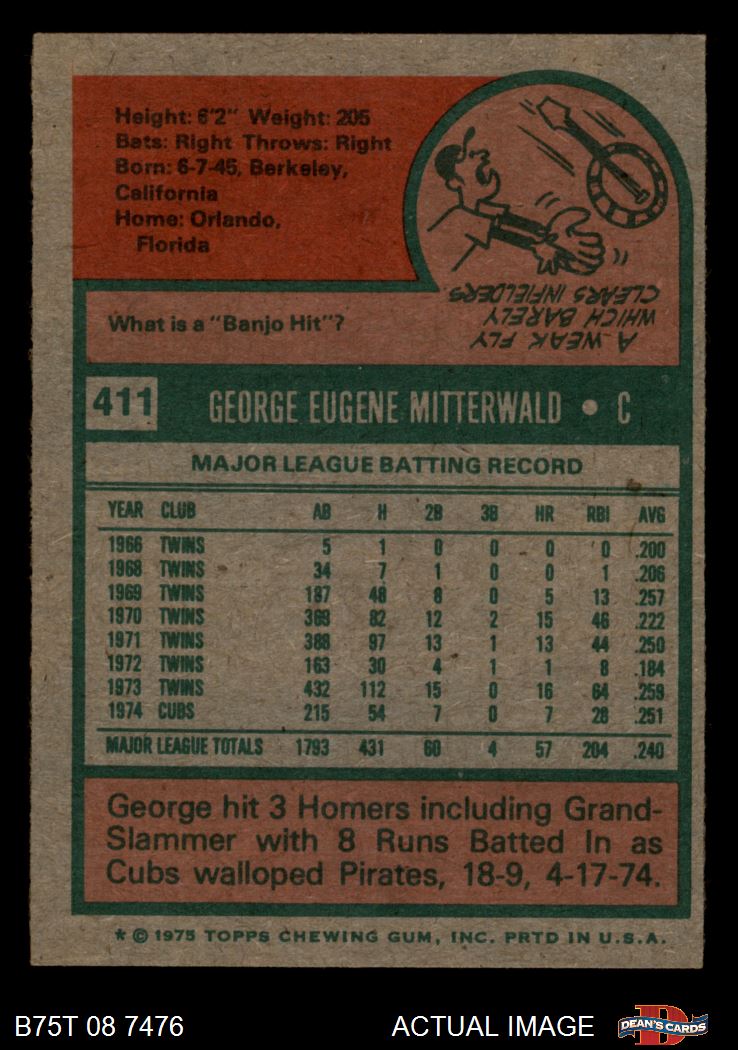 Height: 6'2" Weight: 205
Bats: Right Throws: Right
Born: 6-7-45, Berkeley,
California
Home: Orlando,
Florida
What is a "Banjo Hit"?
A WEAK FLY
WHICH BARELY
CLEARS INFIELDERS.
411 GEORGE EUGENE MITTERWALD • C
MAJOR LEAGUE BATTING RECORD
YEAR CLUB AB H 2B 3B HR RBI AVG
1966 TWINS 5 1 0 0 0 0 .200
1968 TWINS 34 7 1 0 0 1 .206
1969 TWINS 187 48 8 0 5 13 .257
1970 TWINS 369 82 12 2 15 46 .222
1971 TWINS 388 97 13 1 13 44 .250
1972 TWINS 163 30 4 1 1 8 .184
1973 TWINS 432 112 15 0 16 64 .259
1974 CUBS 215 54 7 0 7 28 .251
MAJOR LEAGUE TOTALS 1793 431 60 4 57 204 .240
George hit 3 Homers including Grand-
Slammer with 8 Runs Batted In as
Cubs walloped Pirates, 18-9, 4-17-74.
* © 1975 TOPPS CHEWING GUM, INC. PRTD IN U.S.A.
B75T 08 7476 ACTUAL IMAGE DEAN'S CARDS